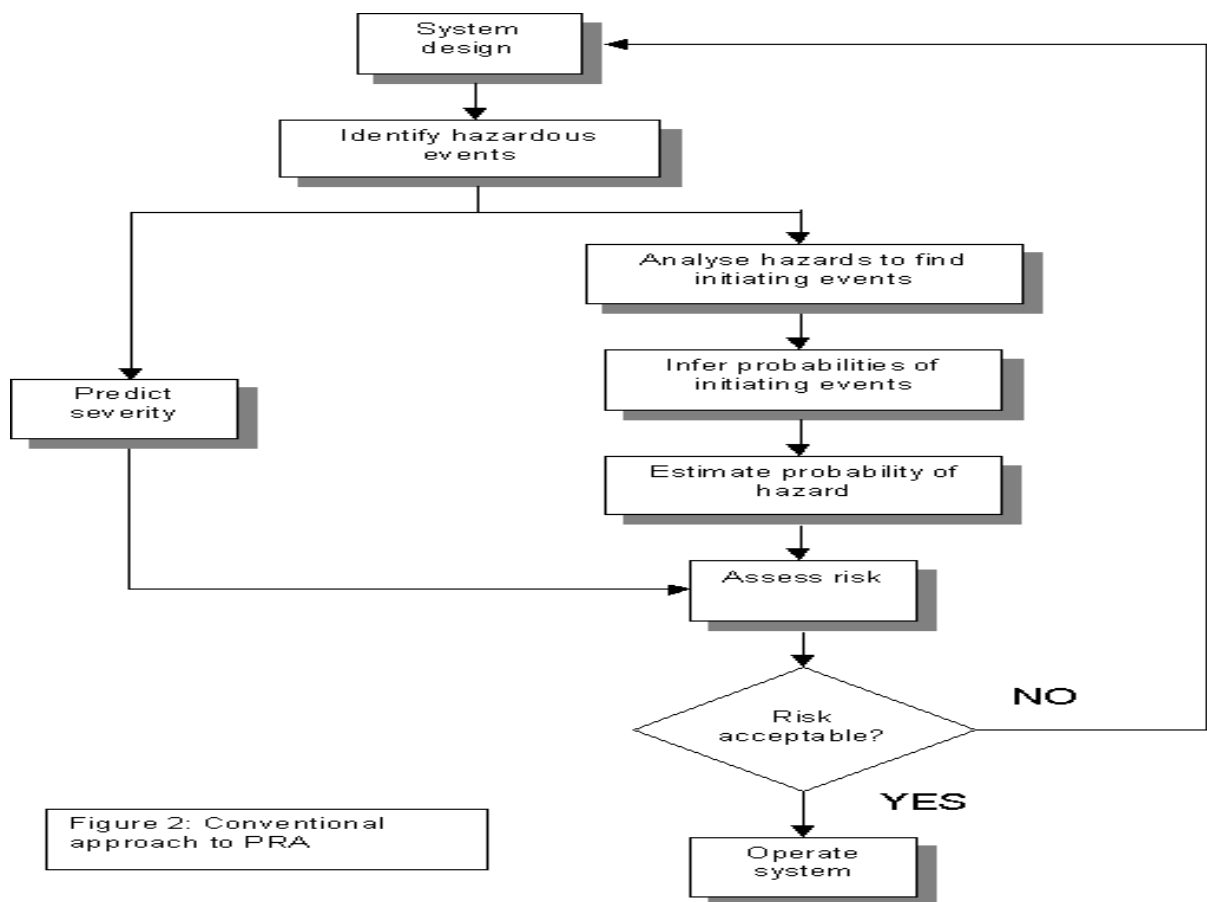 System
design
Identify hazardous
events
Analyse hazards to find
initiating events
Infer probabilities of
initiating events
Predict
severity
Estimate probability of
hazard
Assess risk
NO
Risk
acceptable?
YES
Figure 2: Conventional
approach to PRA
Operate
system